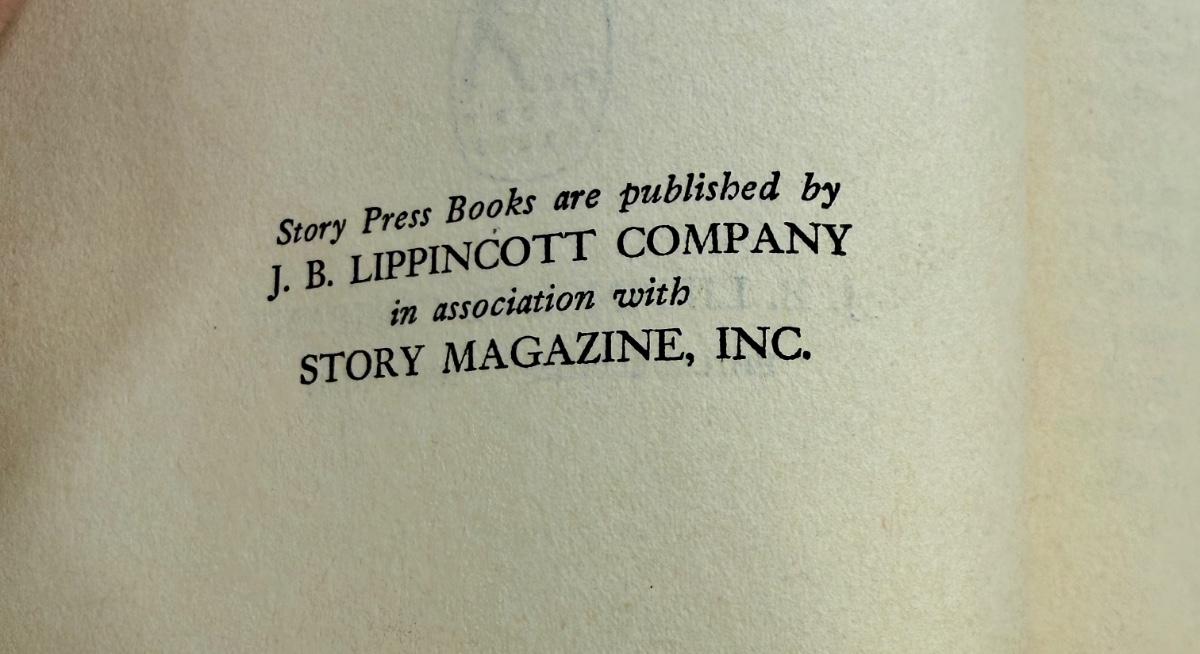 Story Press Books are published by
J. B. LIPPINCOTT COMPANY
in association with
STORY MAGAZINE, INC.